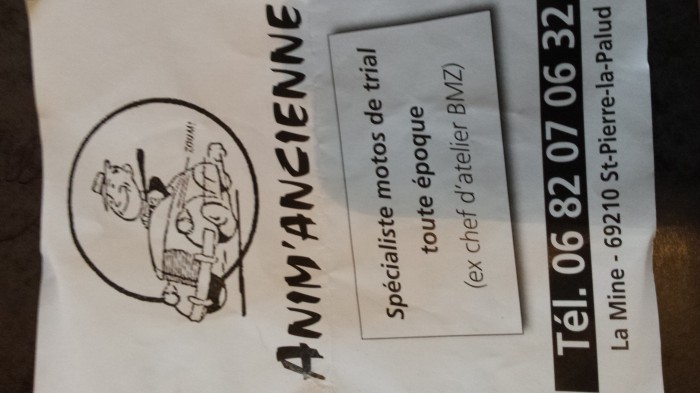 ZOUM!
ANIM'ANCIENNE
Spécialiste motos de trial
toute époque
(ex chef d'atelier BMZ)
Tél. 06 82 07 06 32
La Mine - 69210 St-Pierre-la-Palud